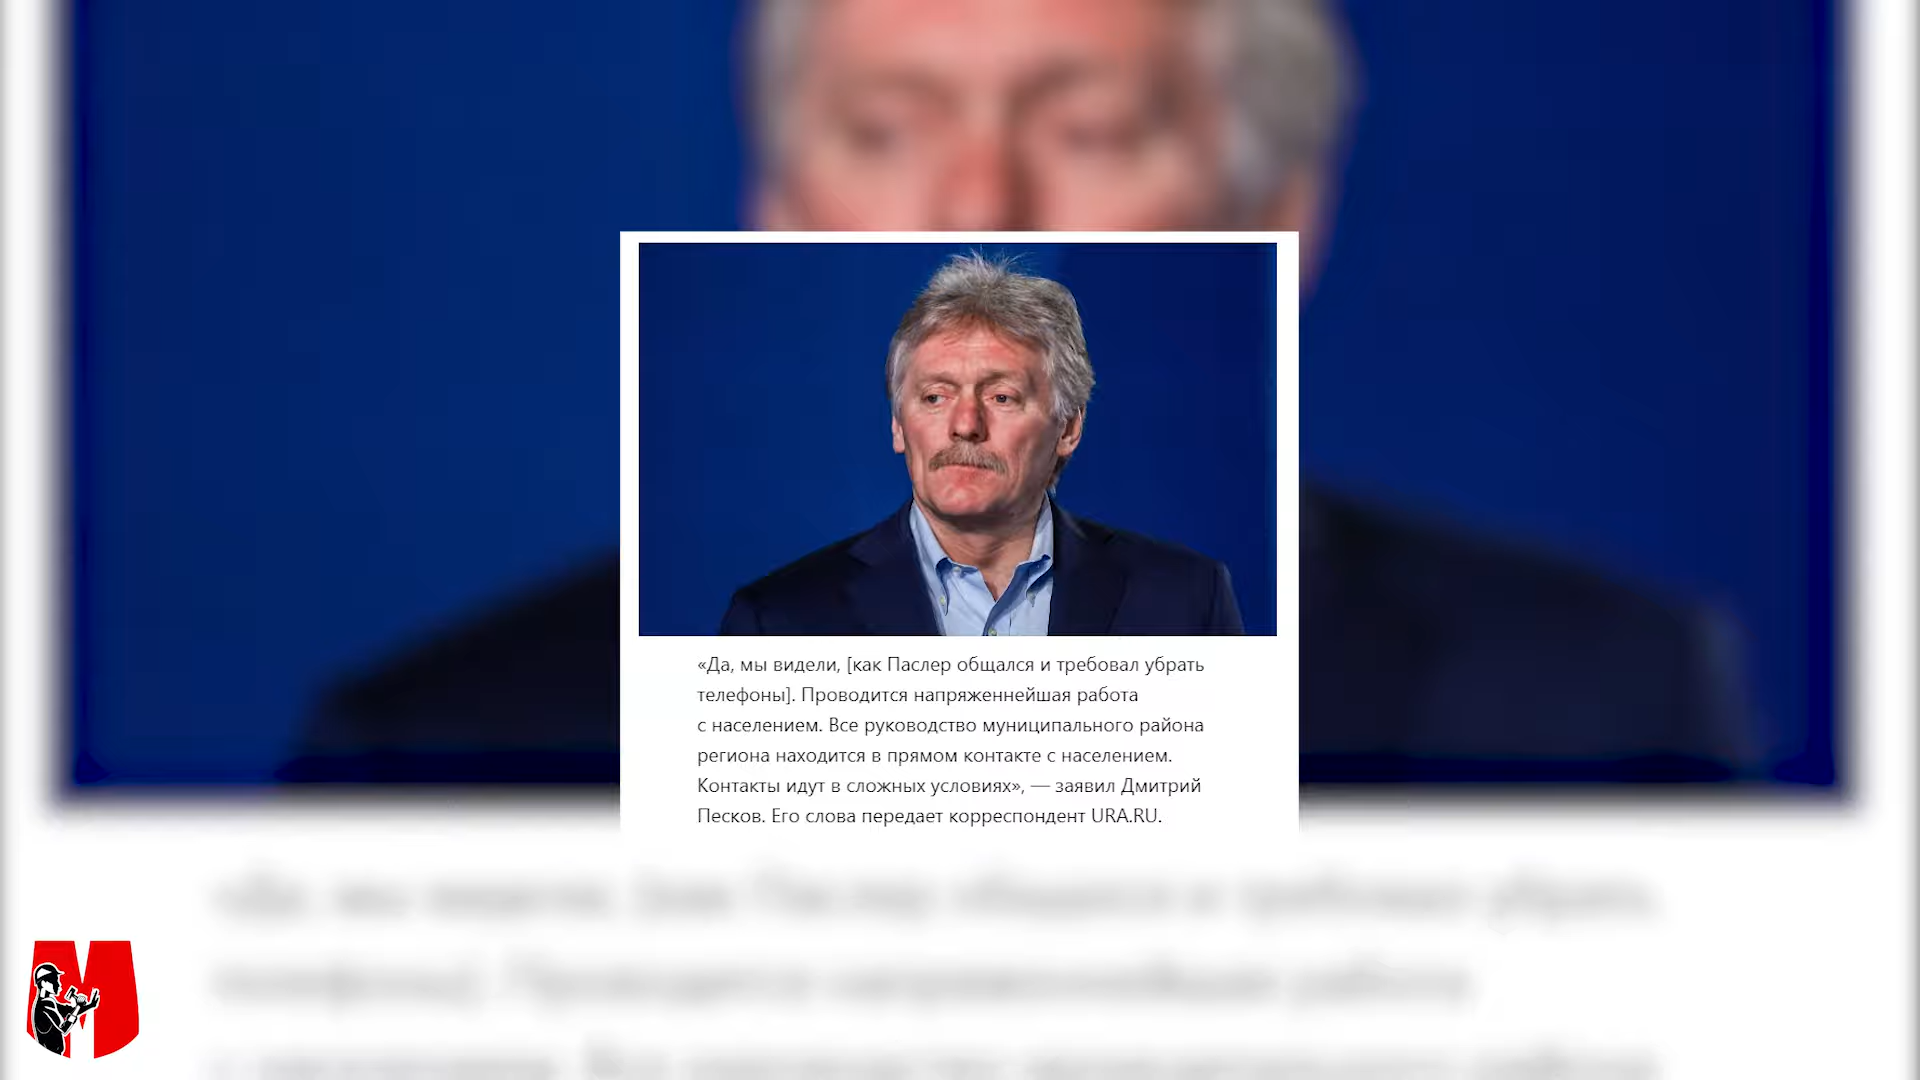 «Да, мы видели, [как Паслер общался и требовал убрать
телефоны]. Проводится напряженнейшая работа
с населением. Все руководство муниципального района
региона находится в прямом контакте с населением.
Контакты идут в сложных условиях», — заявил Дмитрий
Песков. Его слова передает корреспондент URA.RU.